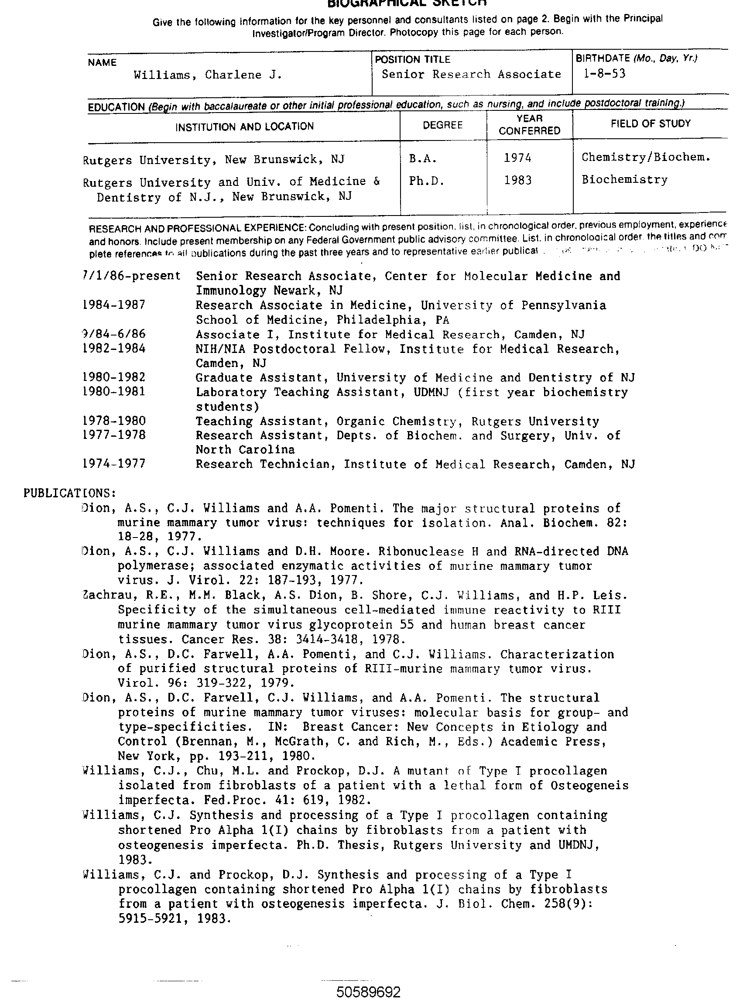 BIOGRAPHICAL SKETCH
Give the following information for the key personnel and consultants listed on page 2. Begin with the Principal
Investigator/Program Director. Photocopy this page for each person.
NAME
Williams, Charlene J.
POSITION TITLE
Senior Research Associate
BIRTHDATE (Mo., Day, Yr.)
1-8-53
EDUCATION (Begin with baccalaureate or other initial professional education, such as nursing, and include postdoctoral training.)
INSTITUTION AND LOCATION DEGREE YEAR CONFERRED FIELD OF STUDY
Rutgers University, New Brunswick, NJ B.A. 1974 Chemistry/Biochem.
Rutgers University and Univ. of Medicine & Ph.D. 1983 Biochemistry
Dentistry of N.J., New Brunswick, NJ
RESEARCH AND PROFESSIONAL EXPERIENCE: Concluding with present position, list, in chronological order, previous employment, experience
and honors. Include present membership on any Federal Government public advisory committee. List, in chronological order, the titles and com
plete references to all publications during the past three years and to representative earlier publicat DO N
7/1/86-present Senior Research Associate, Center for Molecular Medicine and
Immunology Newark, NJ
1984-1987 Research Associate in Medicine, University of Pennsylvania
School of Medicine, Philadelphia, PA
9/84-6/86 Associate I, Institute for Medical Research, Camden, NJ
1982-1984 NIH/NIA Postdoctoral Fellow, Institute for Medical Research,
Camden, NJ
1980-1982 Graduate Assistant, University of Medicine and Dentistry of NJ
1980-1981 Laboratory Teaching Assistant, UDMNJ (first year biochemistry
students)
1978-1980 Teaching Assistant, Organic Chemistry, Rutgers University
1977-1978 Research Assistant, Depts. of Biochem. and Surgery, Univ. of
North Carolina
1974-1977 Research Technician, Institute of Medical Research, Camden, NJ
PUBLICATIONS:
Dion, A.S., C.J. Williams and A.A. Pomenti. The major structural proteins of
murine mammary tumor virus: techniques for isolation. Anal. Biochem. 82:
18-28, 1977.
Dion, A.S., C.J. Williams and D.H. Moore. Ribonuclease H and RNA-directed DNA
polymerase; associated enzymatic activities of murine mammary tumor
virus. J. Virol. 22: 187-193, 1977.
Zachrau, R.E., M.M. Black, A.S. Dion, B. Shore, C.J. Williams, and H.P. Leis.
Specificity of the simultaneous cell-mediated immune reactivity to RIII
murine mammary tumor virus glycoprotein 55 and human breast cancer
tissues. Cancer Res. 38: 3414-3418, 1978.
Dion, A.S., D.C. Farwell, A.A. Pomenti, and C.J. Williams. Characterization
of purified structural proteins of RIII-murine mammary tumor virus.
Virol. 96: 319-322, 1979.
Dion, A.S., D.C. Farwell, C.J. Williams, and A.A. Pomenti. The structural
proteins of murine mammary tumor viruses: molecular basis for group- and
type-specificities. IN: Breast Cancer: New Concepts in Etiology and
Control (Brennan, M., McGrath, C. and Rich, M., Eds.) Academic Press,
New York, pp. 193-211, 1980.
Williams, C.J., Chu, M.L. and Prockop, D.J. A mutant of Type I procollagen
isolated from fibroblasts of a patient with a lethal form of Osteogeneis
imperfecta. Fed.Proc. 41: 619, 1982.
Williams, C.J. Synthesis and processing of a Type I procollagen containing
shortened Pro Alpha 1(I) chains by fibroblasts from a patient with
osteogenesis imperfecta. Ph.D. Thesis, Rutgers University and UMDNJ,
1983.
Williams, C.J. and Prockop, D.J. Synthesis and processing of a Type I
procollagen containing shortened Pro Alpha 1(I) chains by fibroblasts
from a patient with osteogenesis imperfecta. J. Biol. Chem. 258(9):
5915-5921, 1983.
50589692